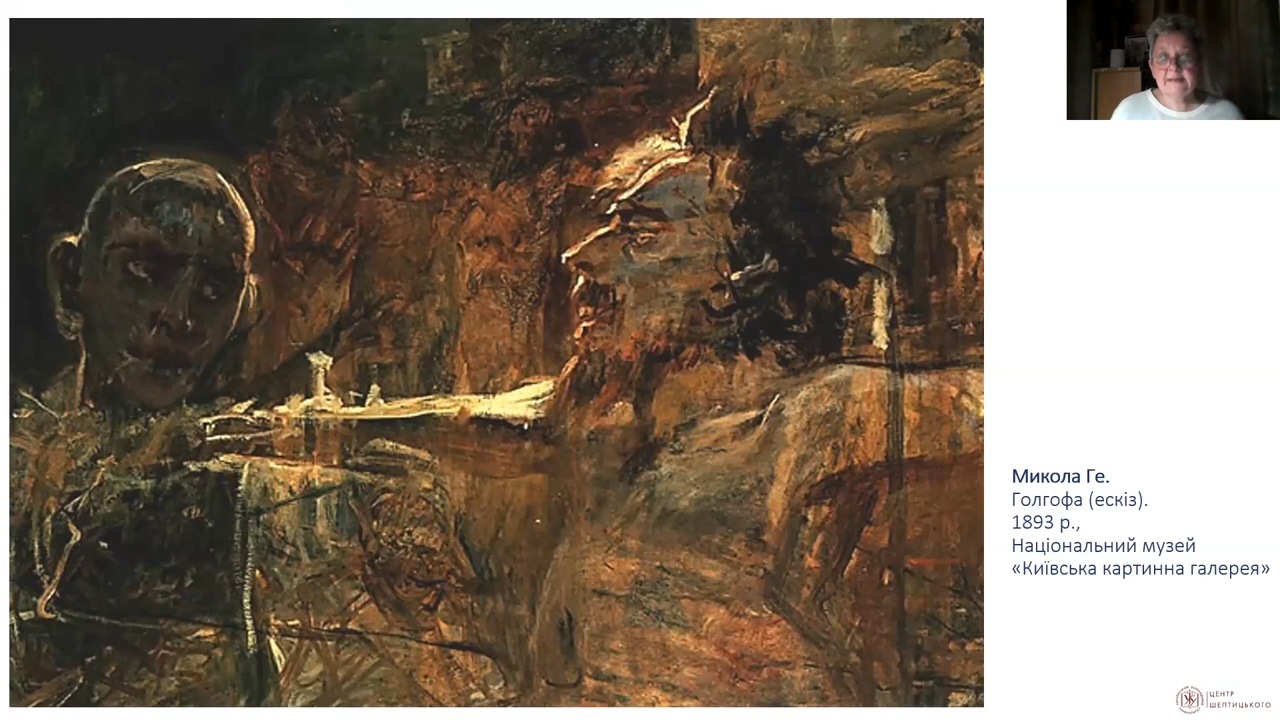 Микола Ге.
Голгофа (ескіз).
1893 р.,
Національний музей
«Київська картинна галерея»
ЦЕНТР
ШЕПТИЦЬКОГО